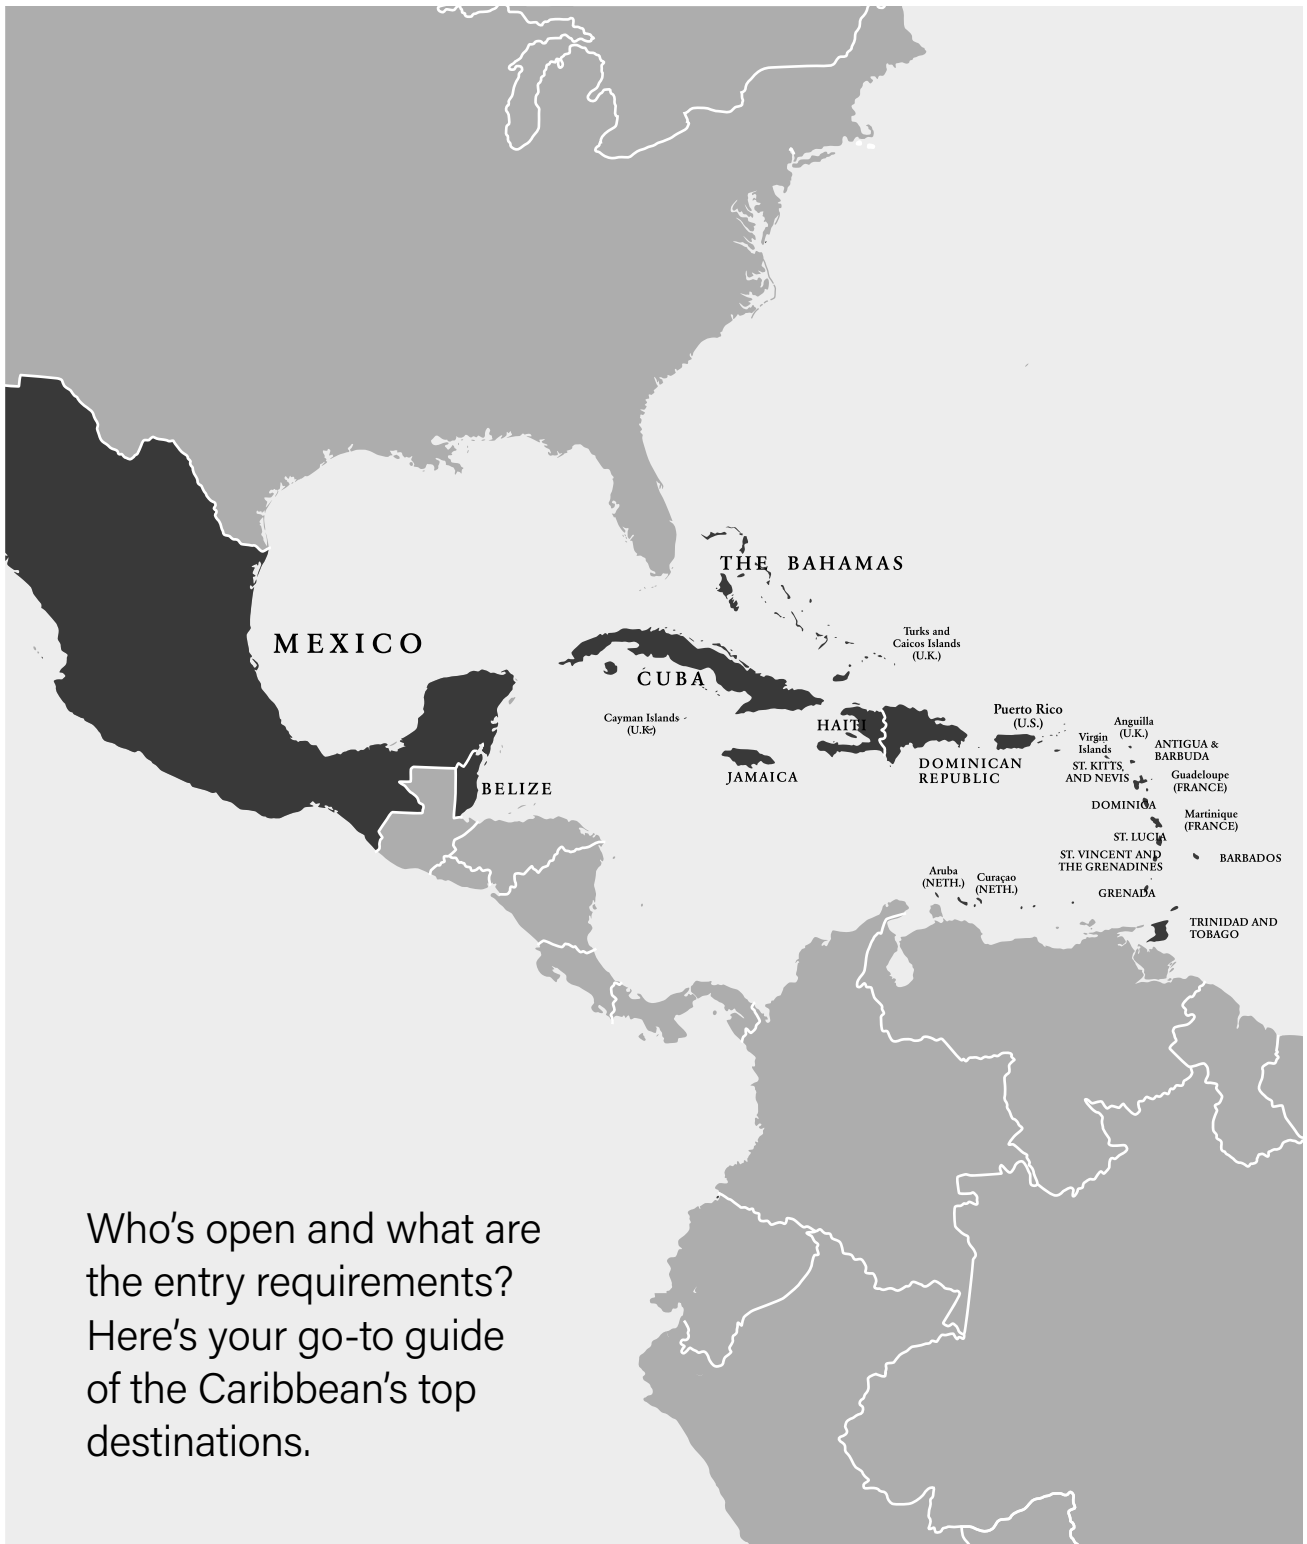 THE BAHAMAS
MEXICO
Turks and
Caicos Islands
(U.K.)
CUBA
Cayman Islands
(U.K.)
HAITI
Puerto Rico
(U.S.)
Anguilla
(U.K.)
Virgin
Islands
ANTIGUA &
BARBUDA
JAMAICA
DOMINICAN
REPUBLIC
ST. KITTS,
AND NEVIS
Guadeloupe
(FRANCE)
BELIZE
DOMINICA
Martinique
(FRANCE)
ST. LUCIA
ST. VINCENT AND
THE GRENADINES
BARBADOS
Aruba
(NETH.)
Curaçao
(NETH.)
GRENADA
TRINIDAD AND
TOBAGO
Who's open and what are
the entry requirements?
Here's your go-to guide
of the Caribbean's top
destinations.